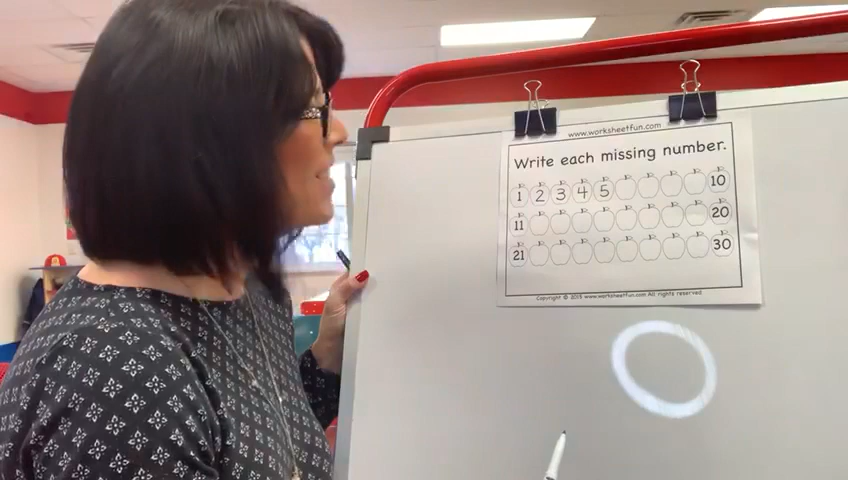 www.worksheetfun.com
Write each missing number.
1 2 3 4 5 10
11 20
21 30
Copyright © 2015 www.worksheetfun.com All rights reserved